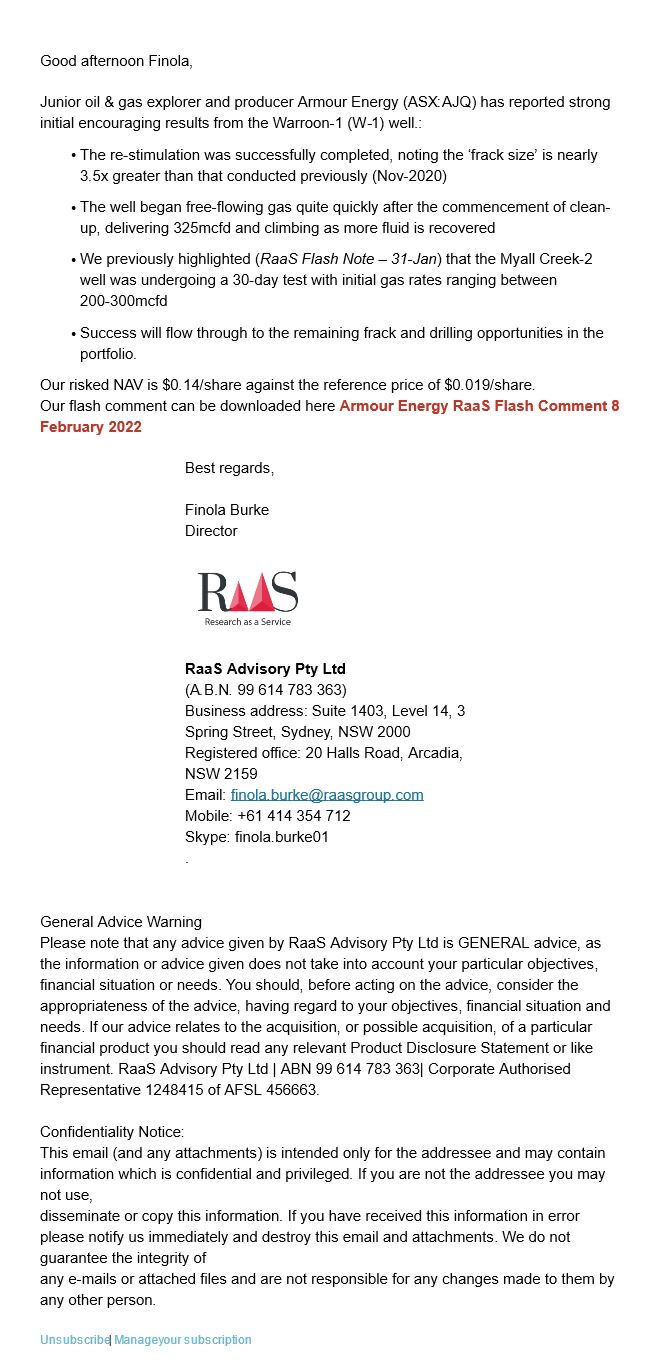 Good afternoon Finola,
Junior oil & gas explorer and producer Armour Energy (ASX:AJQ) has reported strong
initial encouraging results from the Warroon-1 (W-1) well.:
• The re-stimulation was successfully completed, noting the ‘frack size’ is nearly
3.5x greater than that conducted previously (Nov-2020)
• The well began free-flowing gas quite quickly after the commencement of clean-
up, delivering 325mcfd and climbing as more fluid is recovered
• We previously highlighted (RaaS Flash Note – 31-Jan) that the Myall Creek-2
well was undergoing a 30-day test with initial gas rates ranging between
200-300mcfd
• Success will flow through to the remaining frack and drilling opportunities in the
portfolio.
Our risked NAV is $0.14/share against the reference price of $0.019/share.
Our flash comment can be downloaded here Armour Energy RaaS Flash Comment 8
February 2022
Best regards,
Finola Burke
Director
RaaS
Research as a Service
RaaS Advisory Pty Ltd
(A.B.N. 99 614 783 363)
Business address: Suite 1403, Level 14, 3
Spring Street, Sydney, NSW 2000
Registered office: 20 Halls Road, Arcadia,
NSW 2159
Email: finola.burke@raasgroup.com
Mobile: +61 414 354 712
Skype: finola.burke01
.
General Advice Warning
Please note that any advice given by RaaS Advisory Pty Ltd is GENERAL advice, as
the information or advice given does not take into account your particular objectives,
financial situation or needs. You should, before acting on the advice, consider the
appropriateness of the advice, having regard to your objectives, financial situation and
needs. If our advice relates to the acquisition, or possible acquisition, of a particular
financial product you should read any relevant Product Disclosure Statement or like
instrument. RaaS Advisory Pty Ltd | ABN 99 614 783 363| Corporate Authorised
Representative 1248415 of AFSL 456663.
Confidentiality Notice:
This email (and any attachments) is intended only for the addressee and may contain
information which is confidential and privileged. If you are not the addressee you may
not use,
disseminate or copy this information. If you have received this information in error
please notify us immediately and destroy this email and attachments. We do not
guarantee the integrity of
any e-mails or attached files and are not responsible for any changes made to them by
any other person.
Unsubscribe| Manageyour subscription